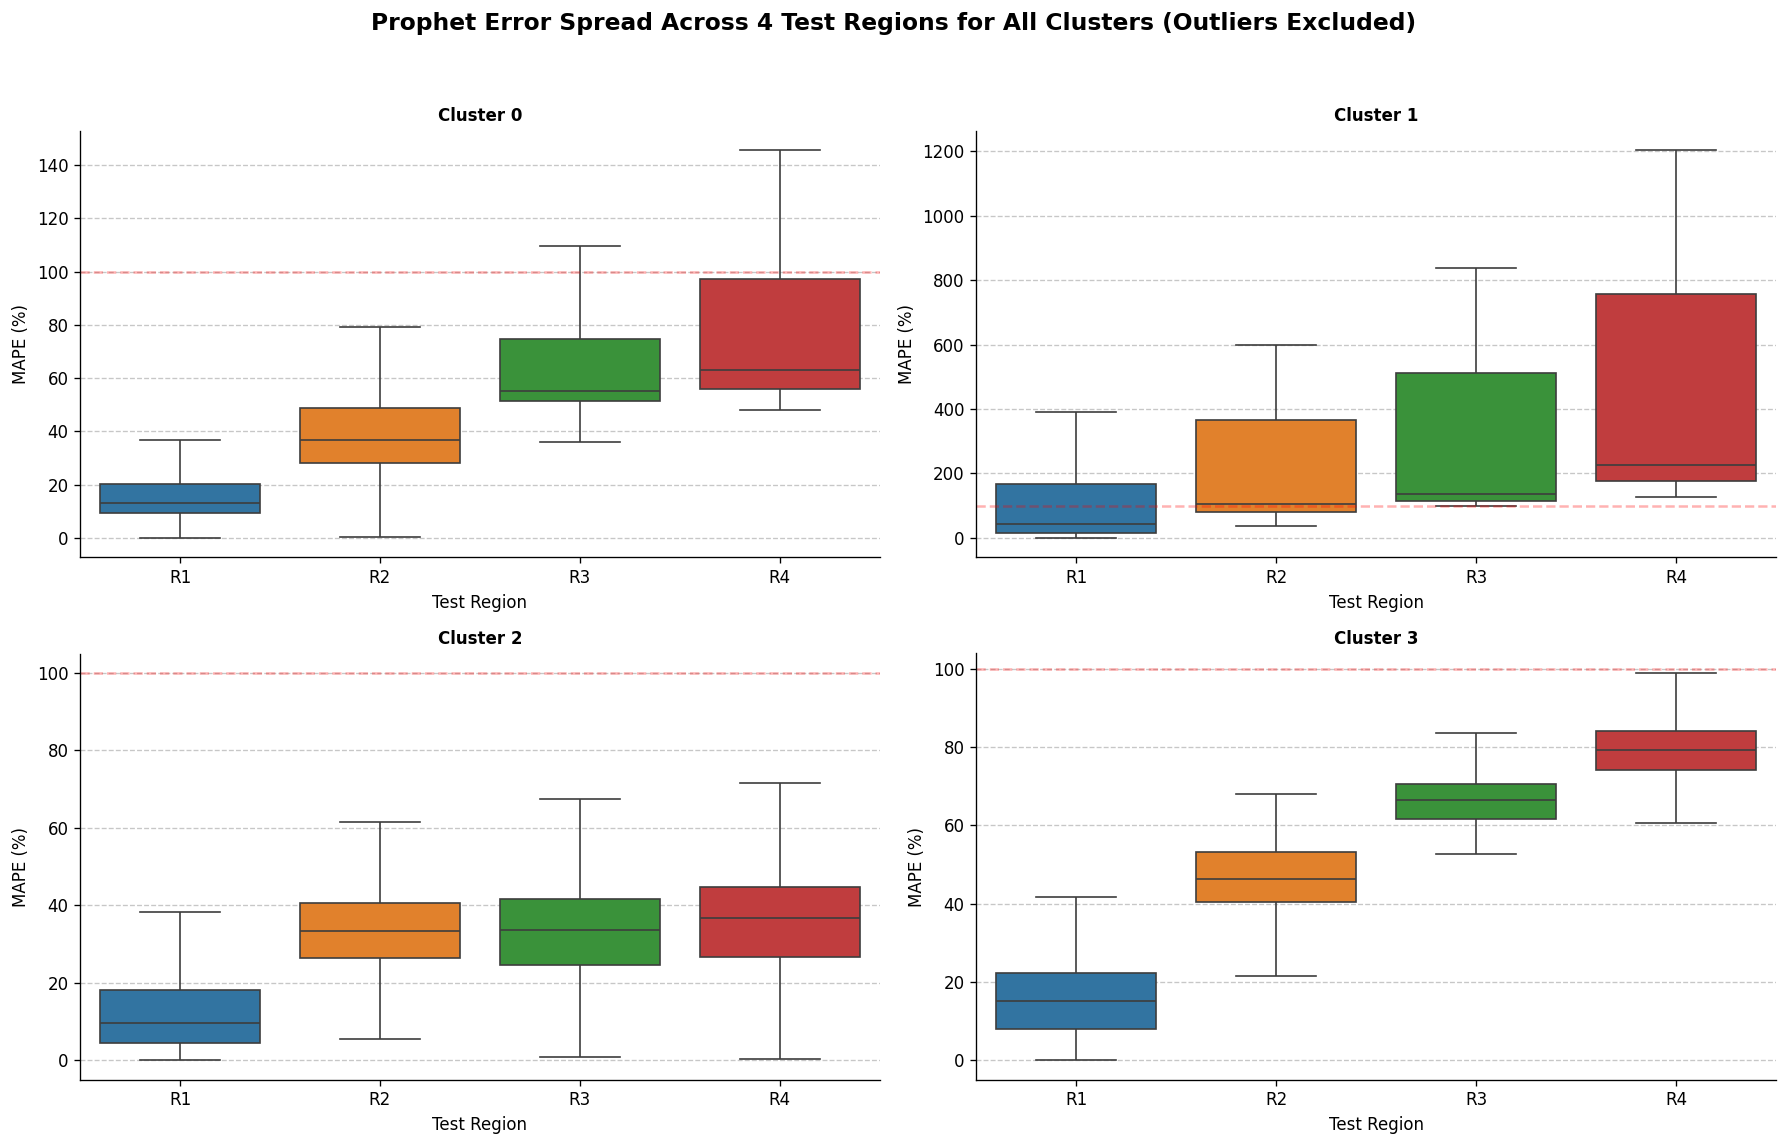 Prophet Error Spread Across 4 Test Regions for All Clusters (Outliers Excluded)
Cluster 0
MAPE (%)
140
120
100
80
60
40
20
0
R1 R2 R3 R4
Test Region
Cluster 1
MAPE (%)
1200
1000
800
600
400
200
0
R1 R2 R3 R4
Test Region
Cluster 2
MAPE (%)
100
80
60
40
20
0
R1 R2 R3 R4
Test Region
Cluster 3
MAPE (%)
100
80
60
40
20
0
R1 R2 R3 R4
Test Region